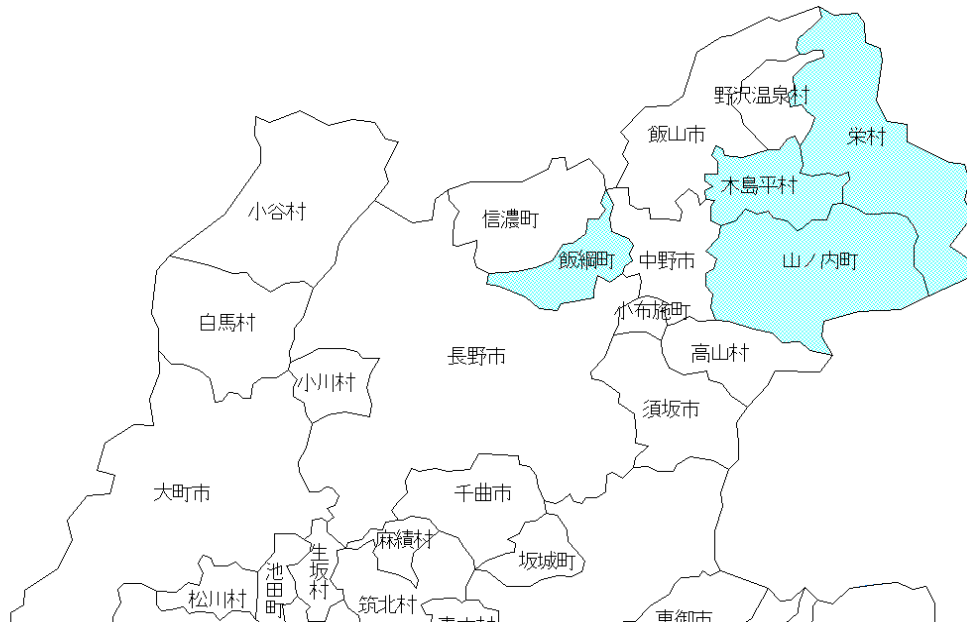 野沢温泉村
飯山市
栄村
木島平村
小谷村
信濃町
飯綱町
中野市
山ノ内町
小布施町
白馬村
高山村
長野市
小川村
須坂市
大町市
千曲市
麻績村
坂城町
生坂村
池田町
松川村
筑北村
東御市